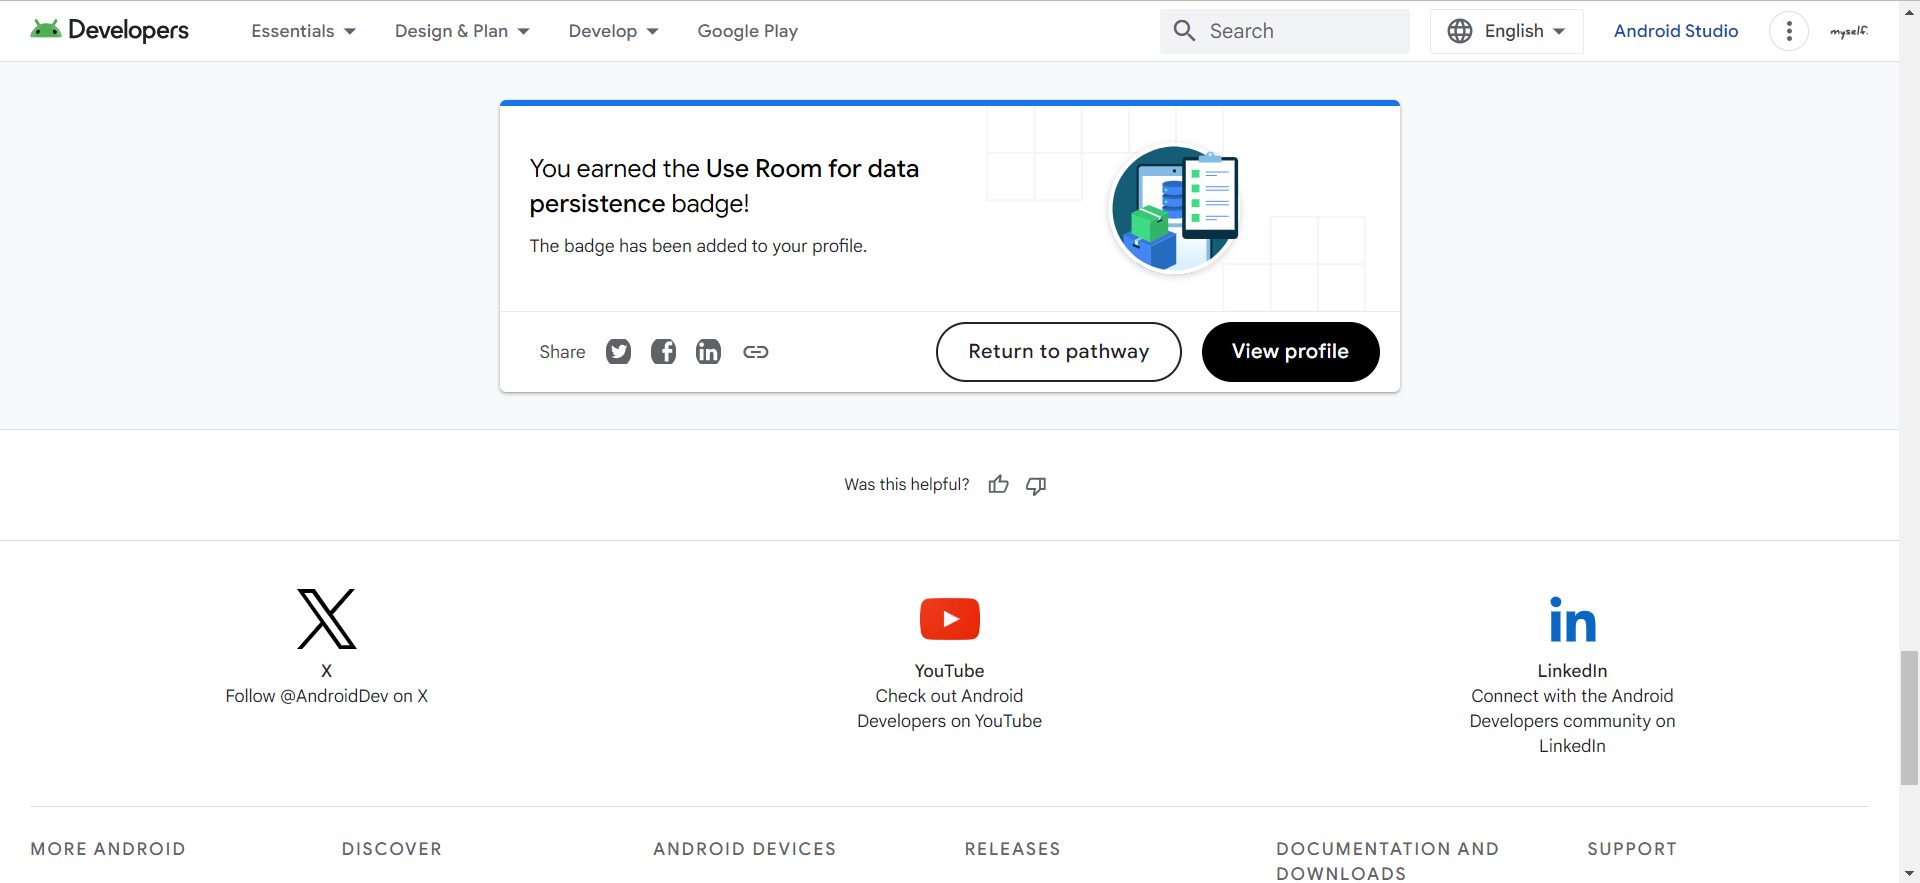 Developers
Essentials
Design & Plan
Develop
Google Play
Search
English
Android Studio
myself.
You earned the Use Room for data
persistence badge!
The badge has been added to your profile.
Share
Return to pathway
View profile
Was this helpful?
X
Follow @AndroidDev on X
YouTube
Check out Android
Developers on YouTube
LinkedIn
Connect with the Android
Developers community on
LinkedIn
MORE ANDROID
DISCOVER
ANDROID DEVICES
RELEASES
DOCUMENTATION AND
DOWNLOADS
SUPPORT